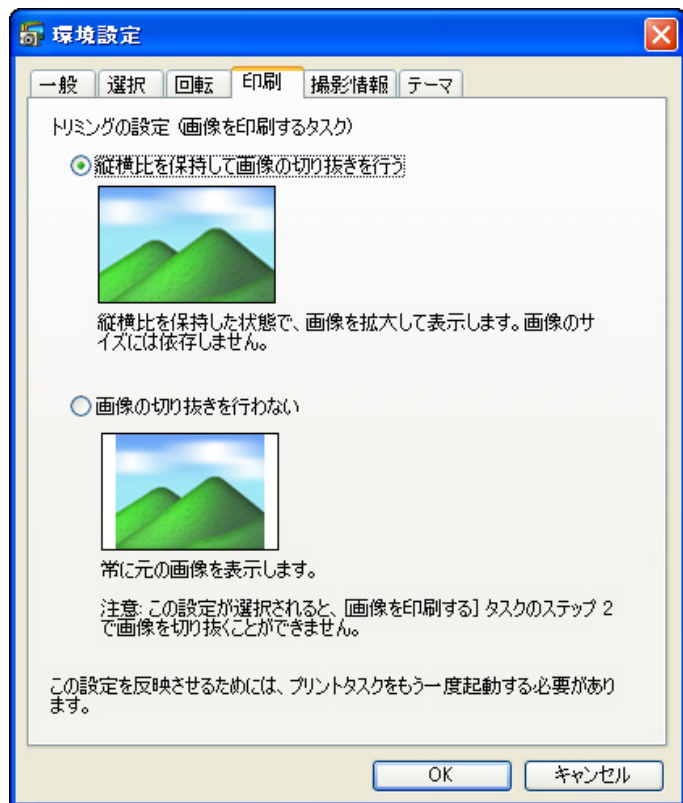 環境設定
一般 選択 回転 印刷 撮影情報 テーマ
トリミングの設定 (画像を印刷するタスク)
縦横比を保持して画像の切り抜きを行う
縦横比を保持した状態で、画像を拡大して表示します。画像のサ
イズには依存しません。
画像の切り抜きを行わない
常に元の画像を表示します。
注意: この設定が選択されると、[画像を印刷する] タスクのステップ 2
で画像を切り抜くことができません。
この設定を反映させるためには、プリントタスクをもう一度起動する必要があり
ます。
OK キャンセル